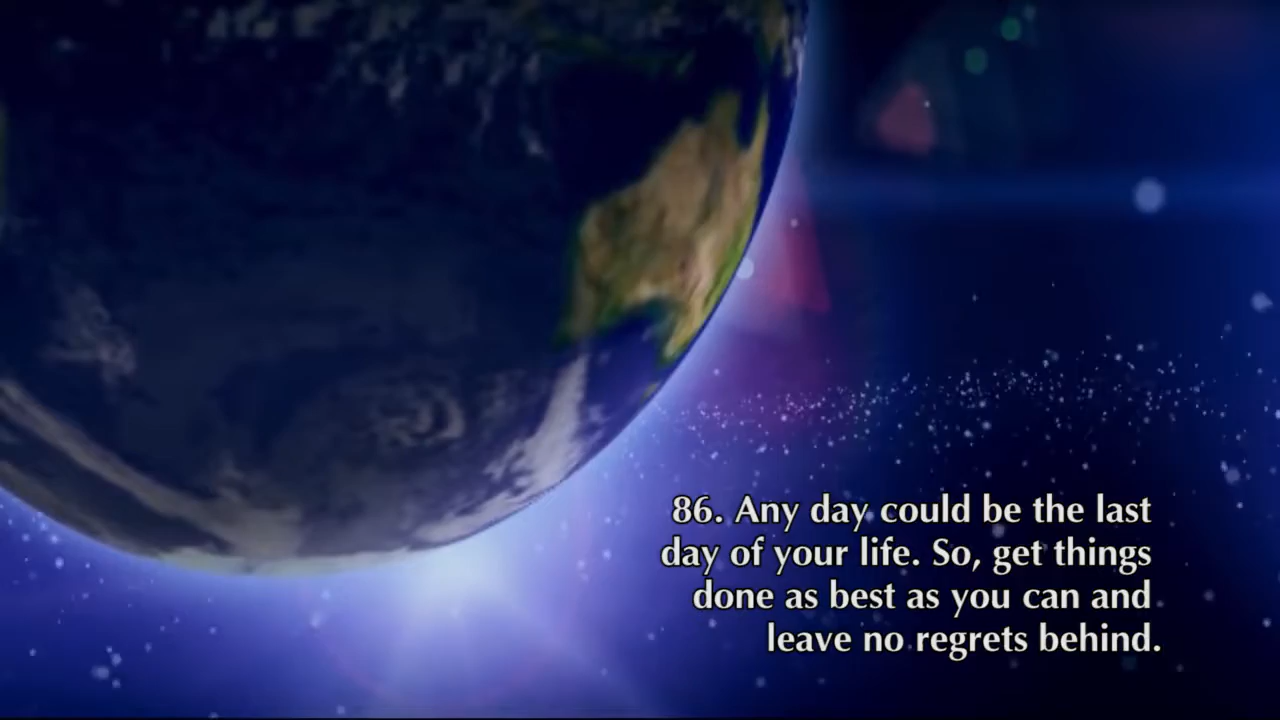 86. Any day could be the last
day of your life. So, get things
done as best as you can and
leave no regrets behind.